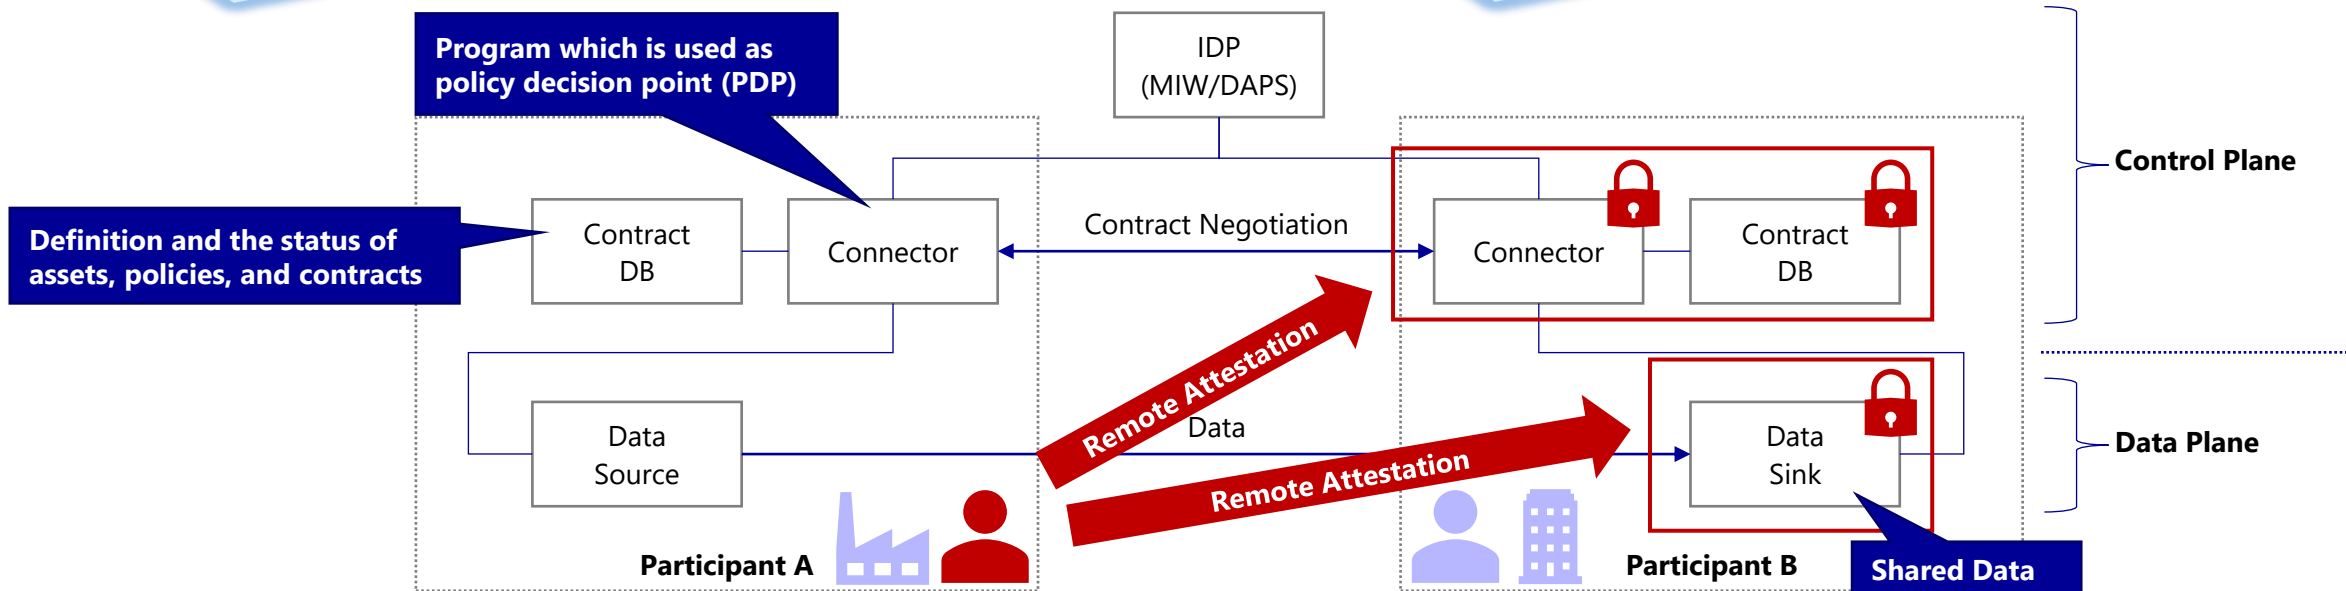 Program which is used as
policy decision point (PDP)
IDP
(MIW/DAPS)
Control Plane
Definition and the status of
assets, policies, and contracts
Contract
DB
Connector
Contract Negotiation
Connector
Contract
DB
Remote Attestation
Data
Source
Data
Remote Attestation
Data
Sink
Data Plane
Participant A
Participant B
Shared Data